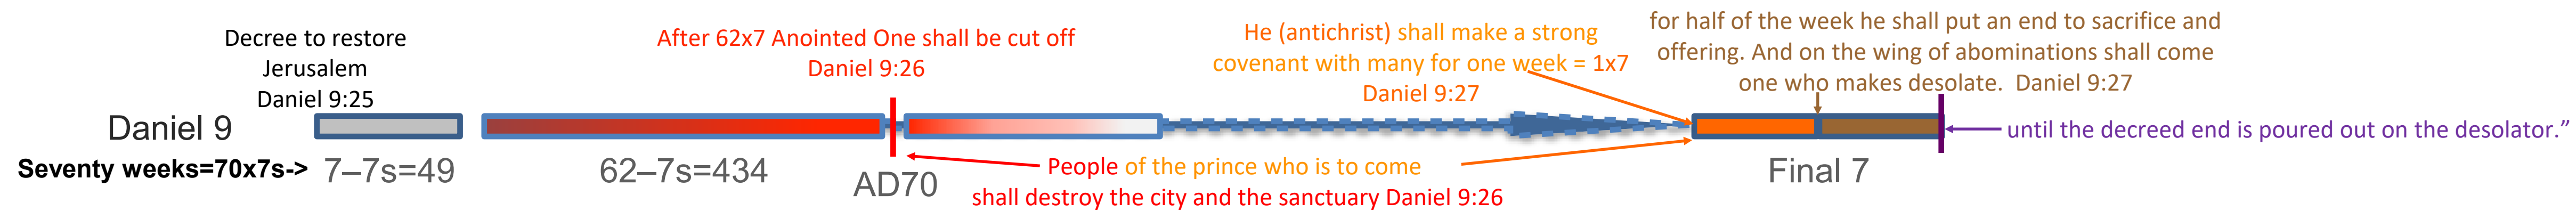 Decree to restore
Jerusalem
Daniel 9:25
After 62x7 Anointed One shall be cut off
Daniel 9:26
He (antichrist) shall make a strong
covenant with many for one week = 1x7
Daniel 9:27
for half of the week he shall put an end to sacrifice and
offering. And on the wing of abominations shall come
one who makes desolate.  Daniel 9:27
Daniel 9
until the decreed end is poured out on the desolator.”
Seventy weeks=70x7s->
7–7s=49
62–7s=434
AD70
People of the prince who is to come
shall destroy the city and the sanctuary Daniel 9:26
Final 7